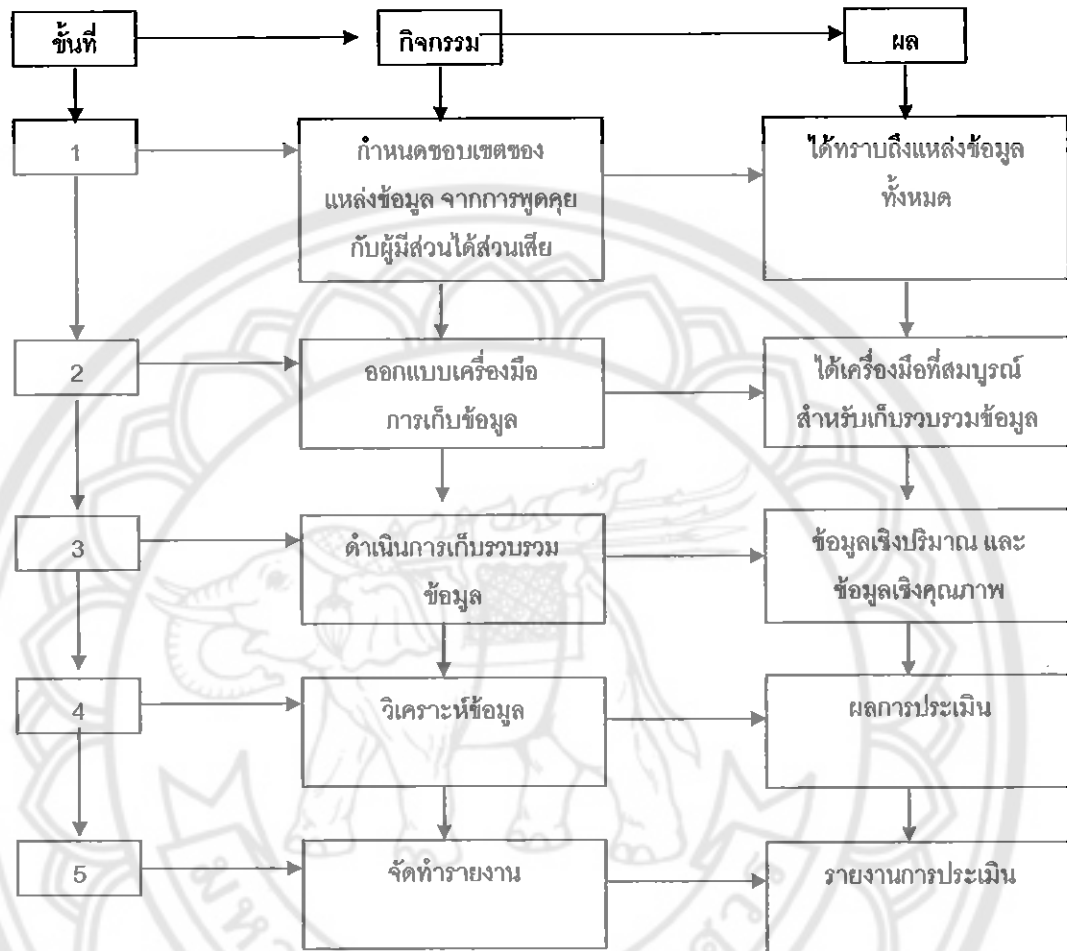 ขั้นที่ กิจกรรม ผล
1 กำหนดขอบเขตของ ได้ทราบถึงแหล่งข้อมูล
แหล่งข้อมูล จากการพูดคุย ทั้งหมด
กับผู้มีส่วนได้ส่วนเสีย
2 ออกแบบเครื่องมือ ได้เครื่องมือที่สมบูรณ์
การเก็บข้อมูล สำหรับเก็บรวบรวมข้อมูล
3 ดำเนินการเก็บรวบรวม ข้อมูลเชิงปริมาณ และ
ข้อมูล ข้อมูลเชิงคุณภาพ
4 วิเคราะห์ข้อมูล ผลการประเมิน
5 จัดทำรายงาน รายงานการประเมิน